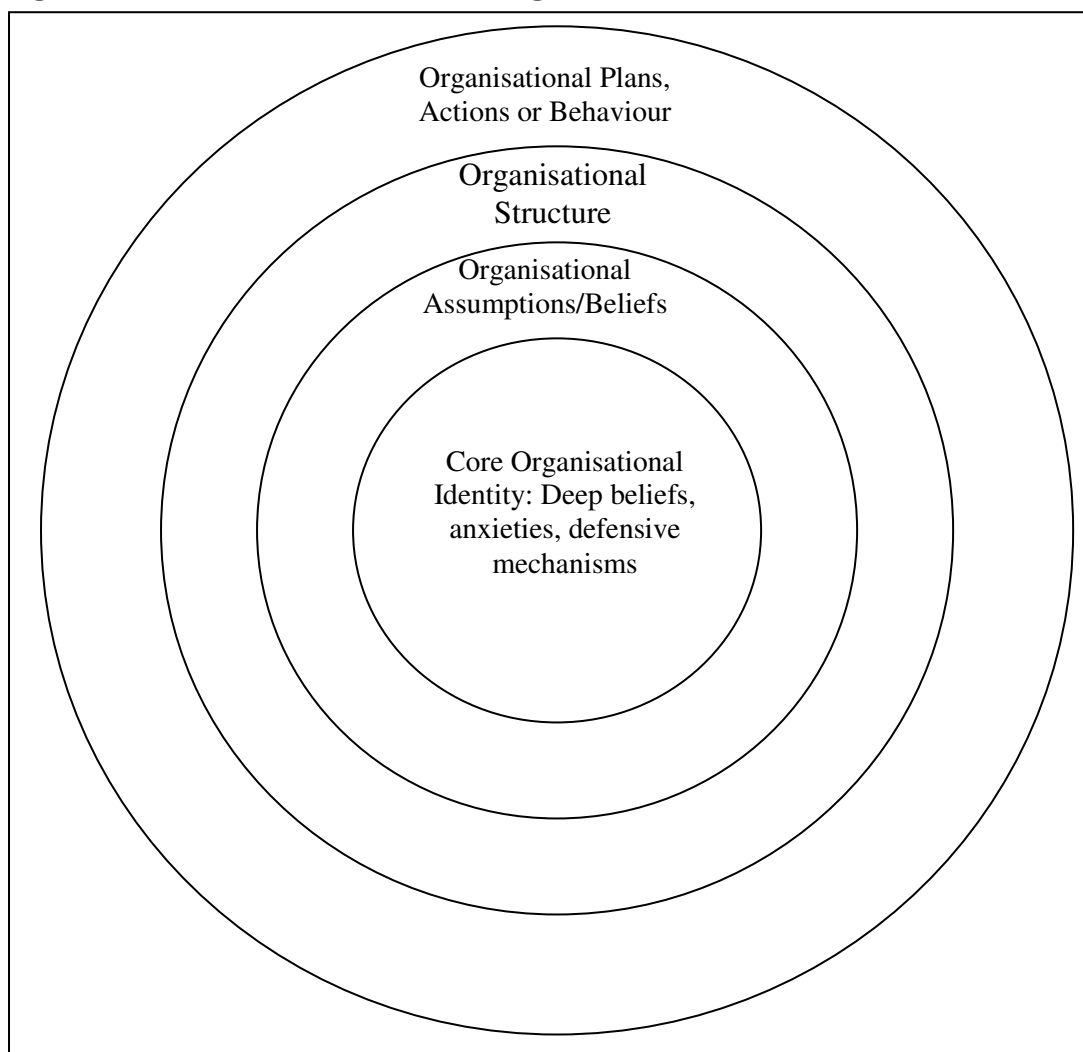 Organisational Plans,
Actions or Behaviour
Organisational
Structure
Organisational
Assumptions/Beliefs
Core Organisational
Identity: Deep beliefs,
anxieties, defensive
mechanisms